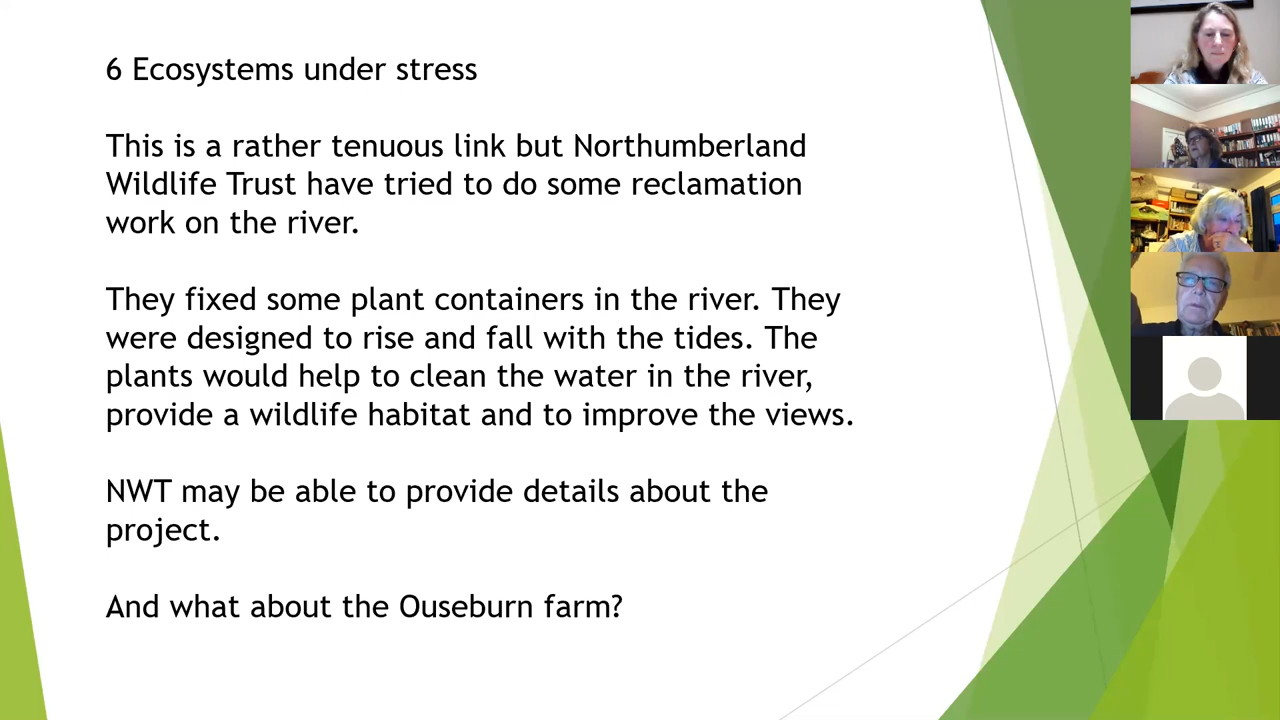 6 Ecosystems under stress
This is a rather tenuous link but Northumberland
Wildlife Trust have tried to do some reclamation
work on the river.
They fixed some plant containers in the river. They
were designed to rise and fall with the tides. The
plants would help to clean the water in the river,
provide a wildlife habitat and to improve the views.
NWT may be able to provide details about the
project.
And what about the Ouseburn farm?